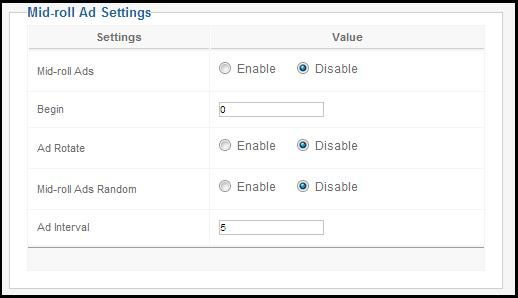 Mid-roll Ad Settings
Settings Value
Mid-roll Ads Enable Disable
Begin 0
Ad Rotate Enable Disable
Mid-roll Ads Random Enable Disable
Ad Interval 5